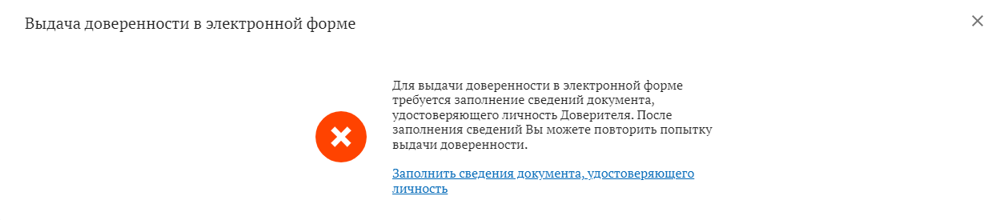 Выдача доверенности в электронной форме
Для выдачи доверенности в электронной форме
требуется заполнение сведений документа,
удостоверяющего личность Доверителя. После
заполнения сведений Вы можете повторить попытку
выдачи доверенности.
Заполнить сведения документа, удостоверяющего
личность